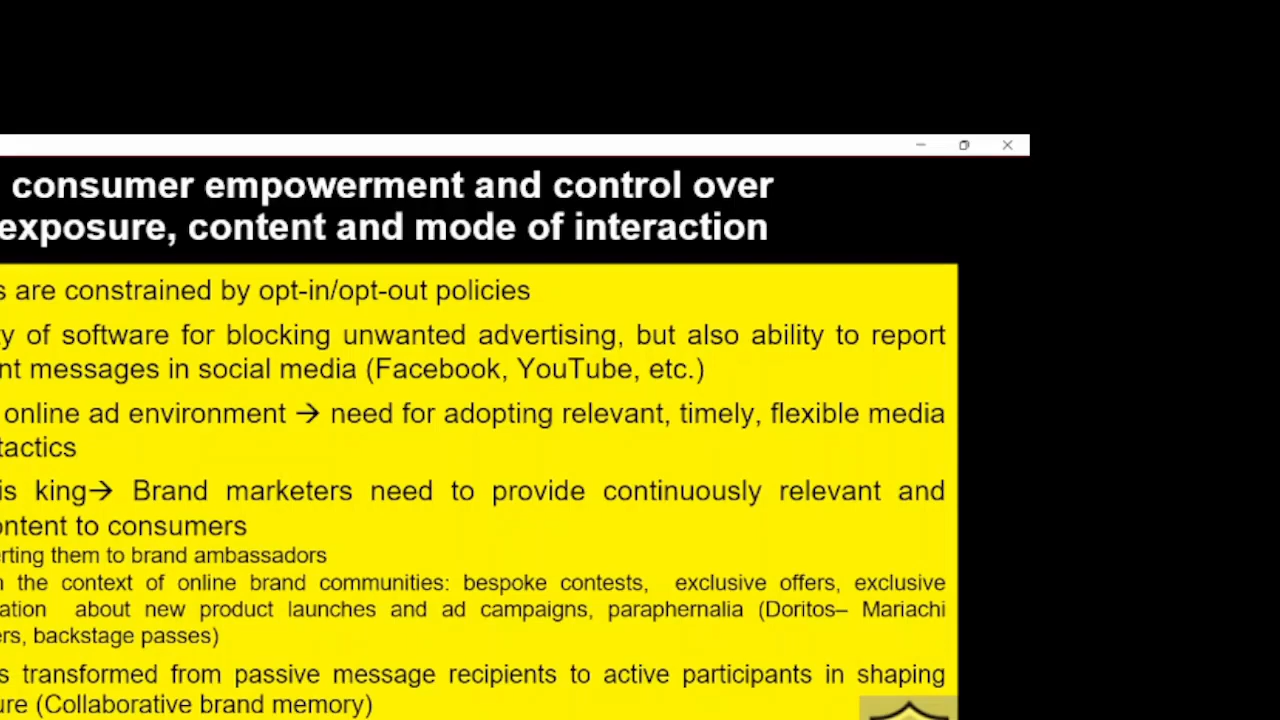 consumer empowerment and control over
exposure, content and mode of interaction
s are constrained by opt-in/opt-out policies
ty of software for blocking unwanted advertising, but also ability to report
nt messages in social media (Facebook, YouTube, etc.)
online ad environment → need for adopting relevant, timely, flexible media
tactics
is king→ Brand marketers need to provide continuously relevant and
ontent to consumers
erting them to brand ambassadors
n the context of online brand communities: bespoke contests, exclusive offers, exclusive
ation about new product launches and ad campaigns, paraphernalia (Doritos– Mariachi
ers, backstage passes)
s transformed from passive message recipients to active participants in shaping
ure (Collaborative brand memory)